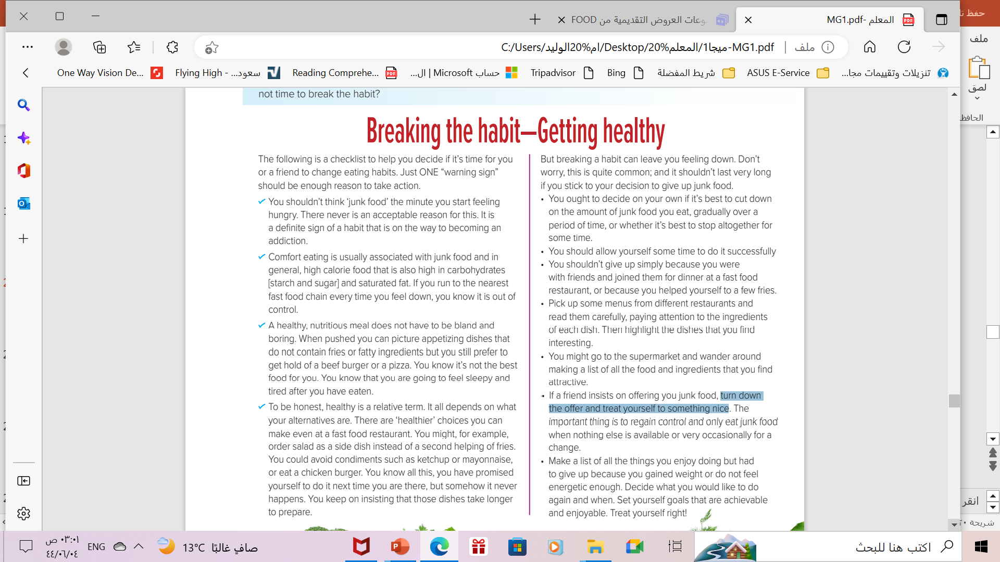 حفظ
المعلم -MG1.pdf
وعات العروض التقديمية من FOOD
ملف
C:/Users/ام%20الوليد/Desktop/20%المعلم/1ميجا-MG1.pdf
ملف
One Way Vision De...
Flying High - سعود...
Reading Comprehe...
حساب Microsoft | ال...
Tripadvisor
Bing
شريط المفضلة
ASUS E-Service
تنزيلات وتقييمات مجا...
لصق
الحافظ
not time to break the habit?
Breaking the habit—Getting healthy
The following is a checklist to help you decide if it's time for you
or a friend to change eating habits. Just ONE “warning sign”
should be enough reason to take action.
✓ You shouldn't think ‘junk food’ the minute you start feeling
hungry. There never is an acceptable reason for this. It is
a definite sign of a habit that is on the way to becoming an
addiction.
✓ Comfort eating is usually associated with junk food and in
general, high calorie food that is also high in carbohydrates
[starch and sugar] and saturated fat. If you run to the nearest
fast food chain every time you feel down, you know it is out of
control.
✓ A healthy, nutritious meal does not have to be bland and
boring. When pushed you can picture appetizing dishes that
do not contain fries or fatty ingredients but you still prefer to
get hold of a beef burger or a pizza. You know it's not the best
food for you. You know that you are going to feel sleepy and
tired after you have eaten.
✓ To be honest, healthy is a relative term. It all depends on what
your alternatives are. There are ‘healthier’ choices you can
make even at a fast food restaurant. You might, for example,
order salad as a side dish instead of a second helping of fries.
You could avoid condiments such as ketchup or mayonnaise,
or eat a chicken burger. You know all this, you have promised
yourself to do it next time you are there, but somehow it never
happens. You keep on insisting that those dishes take longer
to prepare.
But breaking a habit can leave you feeling down. Don't
worry, this is quite common; and it shouldn't last very long
if you stick to your decision to give up junk food.
• You ought to decide on your own if it's best to cut down
on the amount of junk food you eat, gradually over a
period of time, or whether it's best to stop altogether for
some time.
• You should allow yourself some time to do it successfully
• You shouldn't give up simply because you were
with friends and joined them for dinner at a fast food
restaurant, or because you helped yourself to a few fries.
• Pick up some menus from different restaurants and
read them carefully, paying attention to the ingredients
of each dish. Then highlight the dishes that you find
interesting.
• You might go to the supermarket and wander around
making a list of all the food and ingredients that you find
attractive.
• If a friend insists on offering you junk food, turn down
the offer and treat yourself to something nice. The
important thing is to regain control and only eat junk food
when nothing else is available or very occasionally for a
change.
• Make a list of all the things you enjoy doing but had
to give up because you gained weight or do not feel
energetic enough. Decide what you would like to do
again and when. Set yourself goals that are achievable
and enjoyable. Treat yourself right!
انقر
شريحة
٠٣:٠١ ص
٤٤/٠٦/٠٤
ENG
13°C صافٍ غالبًا
اكتب هنا للبحث